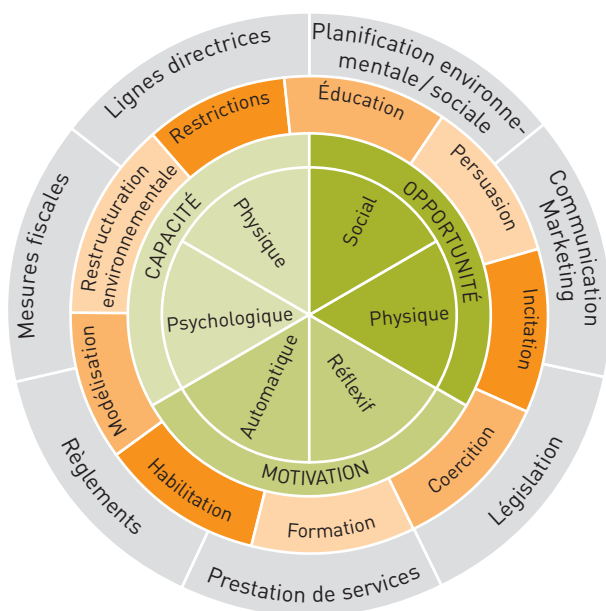 Lignes directrices
Planification environne-
mentale/sociale
Communication
Marketing
Législation
Prestation de services
Règlements
Mesures fiscales
Restrictions
Éducation
Persuasion
Incitation
Coercition
Formation
Habilitation
Modélisation
Restructuration
environnementale
CAPACITÉ
OPPORTUNITÉ
MOTIVATION
Physique
Social
Physique
Réflexif
Automatique
Psychologique